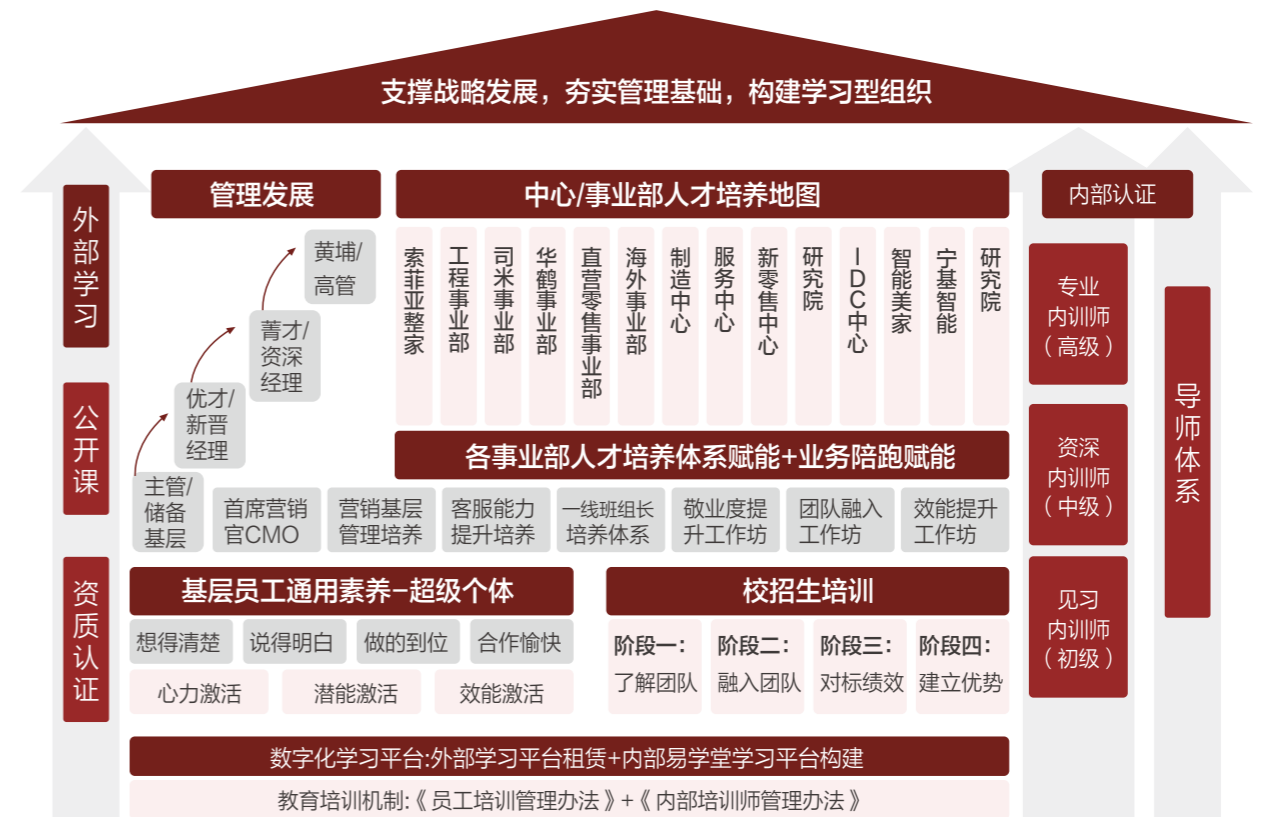 支撑战略发展，夯实管理基础，构建学习型组织
外部学习
公开课
资质认证
管理发展
黄埔/
高管
菁才/
资深
经理
优才/
新晋
经理
主管/
储备
基层
中心/事业部人才培养地图
索菲亚整家
工程事业部
司米事业部
华鹤事业部
直营零售事业部
海外事业部
制造中心
服务中心
新零售中心
研究院
IDC中心
智能美家
宁基智能
研究院
各事业部人才培养体系赋能+业务陪跑赋能
首席营销
官CMO
营销基层
管理培养
客服能力
提升培养
一线班组长
培养体系
敬业度提
升工作坊
团队融入
工作坊
效能提升
工作坊
基层员工通用素养-超级个体
想得清楚
说得明白
做的到位
合作愉快
心力激活
潜能激活
效能激活
校招生培训
阶段一：
了解团队
阶段二：
融入团队
阶段三：
对标绩效
阶段四：
建立优势
数字化学习平台:外部学习平台租赁+内部易学堂学习平台构建
教育培训机制:《员工培训管理办法》+《内部培训师管理办法》
内部认证
专业
内训师
（高级）
资深
内训师
（中级）
见习
内训师
（初级）
导师体系